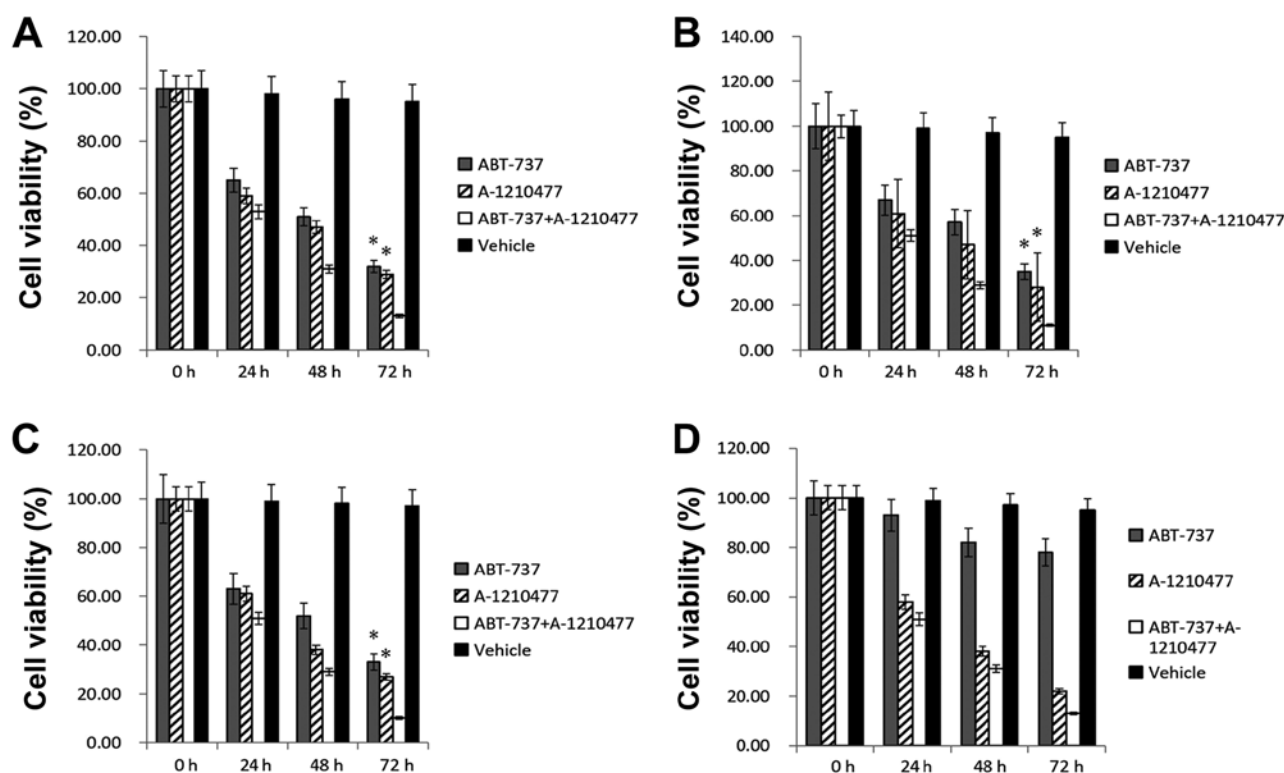 A
Cell viability (%)
120.00
100.00
80.00
60.00
40.00
20.00
0.00
* *
0 h 24 h 48 h 72 h
ABT-737
A-1210477
ABT-737+A-1210477
Vehicle
B
Cell viability (%)
140.00
120.00
100.00
80.00
60.00
40.00
20.00
0.00
* *
0 h 24 h 48 h 72 h
ABT-737
A-1210477
ABT-737+A-1210477
Vehicle
C
Cell viability (%)
120.00
100.00
80.00
60.00
40.00
20.00
0.00
* *
0 h 24 h 48 h 72 h
ABT-737
A-1210477
ABT-737+A-1210477
Vehicle
D
Cell viability (%)
120.00
100.00
80.00
60.00
40.00
20.00
0.00
0 h 24 h 48 h 72 h
ABT-737
A-1210477
ABT-737+A-
1210477
Vehicle